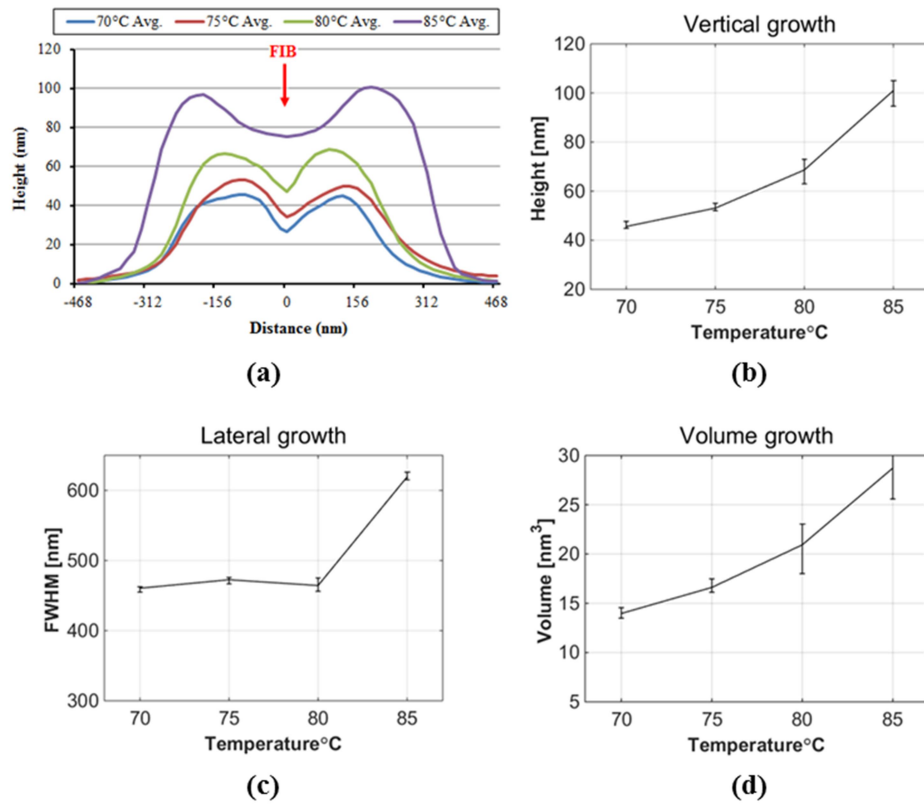 70°C Avg. 75°C Avg. 80°C Avg. 85°C Avg.
FIB
Height (nm)
120
100
80
60
40
20
0
-468 -312 -156 0 156 312 468
Distance (nm)
(a)
Vertical growth
Height [nm]
120
100
80
60
40
20
70 75 80 85
Temperature°C
(b)
Lateral growth
FWHM [nm]
600
500
400
300
70 75 80 85
Temperature°C
(c)
Volume growth
Volume [nm³]
30
25
20
15
10
5
70 75 80 85
Temperature°C
(d)